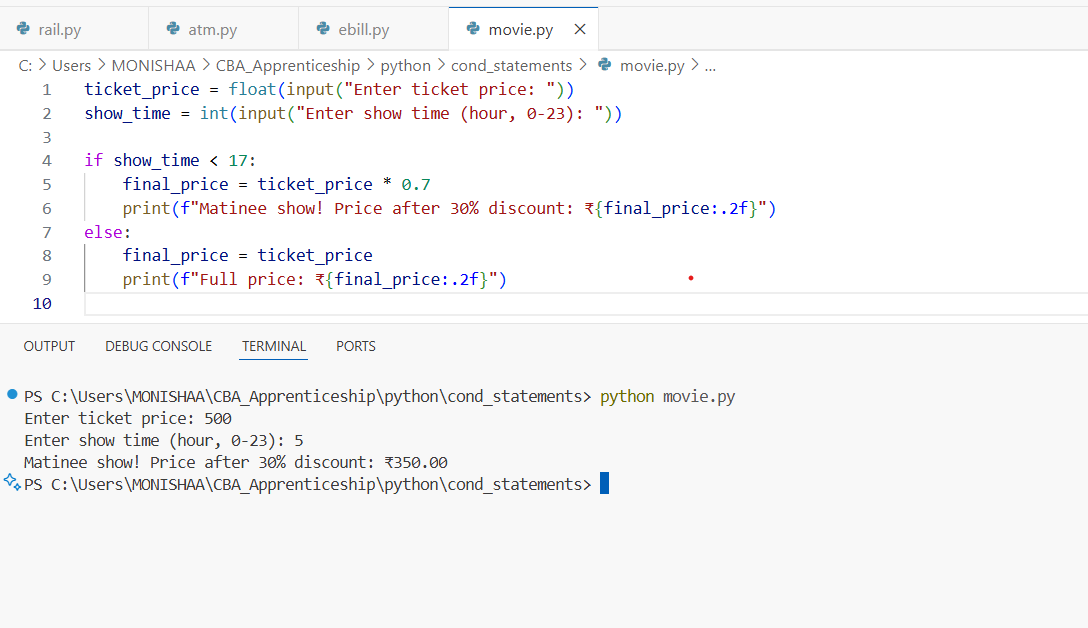 rail.py atm.py ebill.py movie.py
C: > Users > MONISHAA > CBA_Apprenticeship > python > cond_statements > movie.py > ...
1 ticket_price = float(input("Enter ticket price: "))
2 show_time = int(input("Enter show time (hour, 0-23): "))
3
4 if show_time < 17:
5     final_price = ticket_price * 0.7
6     print(f"Matinee show! Price after 30% discount: ₹{final_price:.2f}")
7 else:
8     final_price = ticket_price
9     print(f"Full price: ₹{final_price:.2f}")
10
OUTPUT DEBUG CONSOLE TERMINAL PORTS
PS C:\Users\MONISHAA\CBA_Apprenticeship\python\cond_statements> python movie.py
Enter ticket price: 500
Enter show time (hour, 0-23): 5
Matinee show! Price after 30% discount: ₹350.00
PS C:\Users\MONISHAA\CBA_Apprenticeship\python\cond_statements>